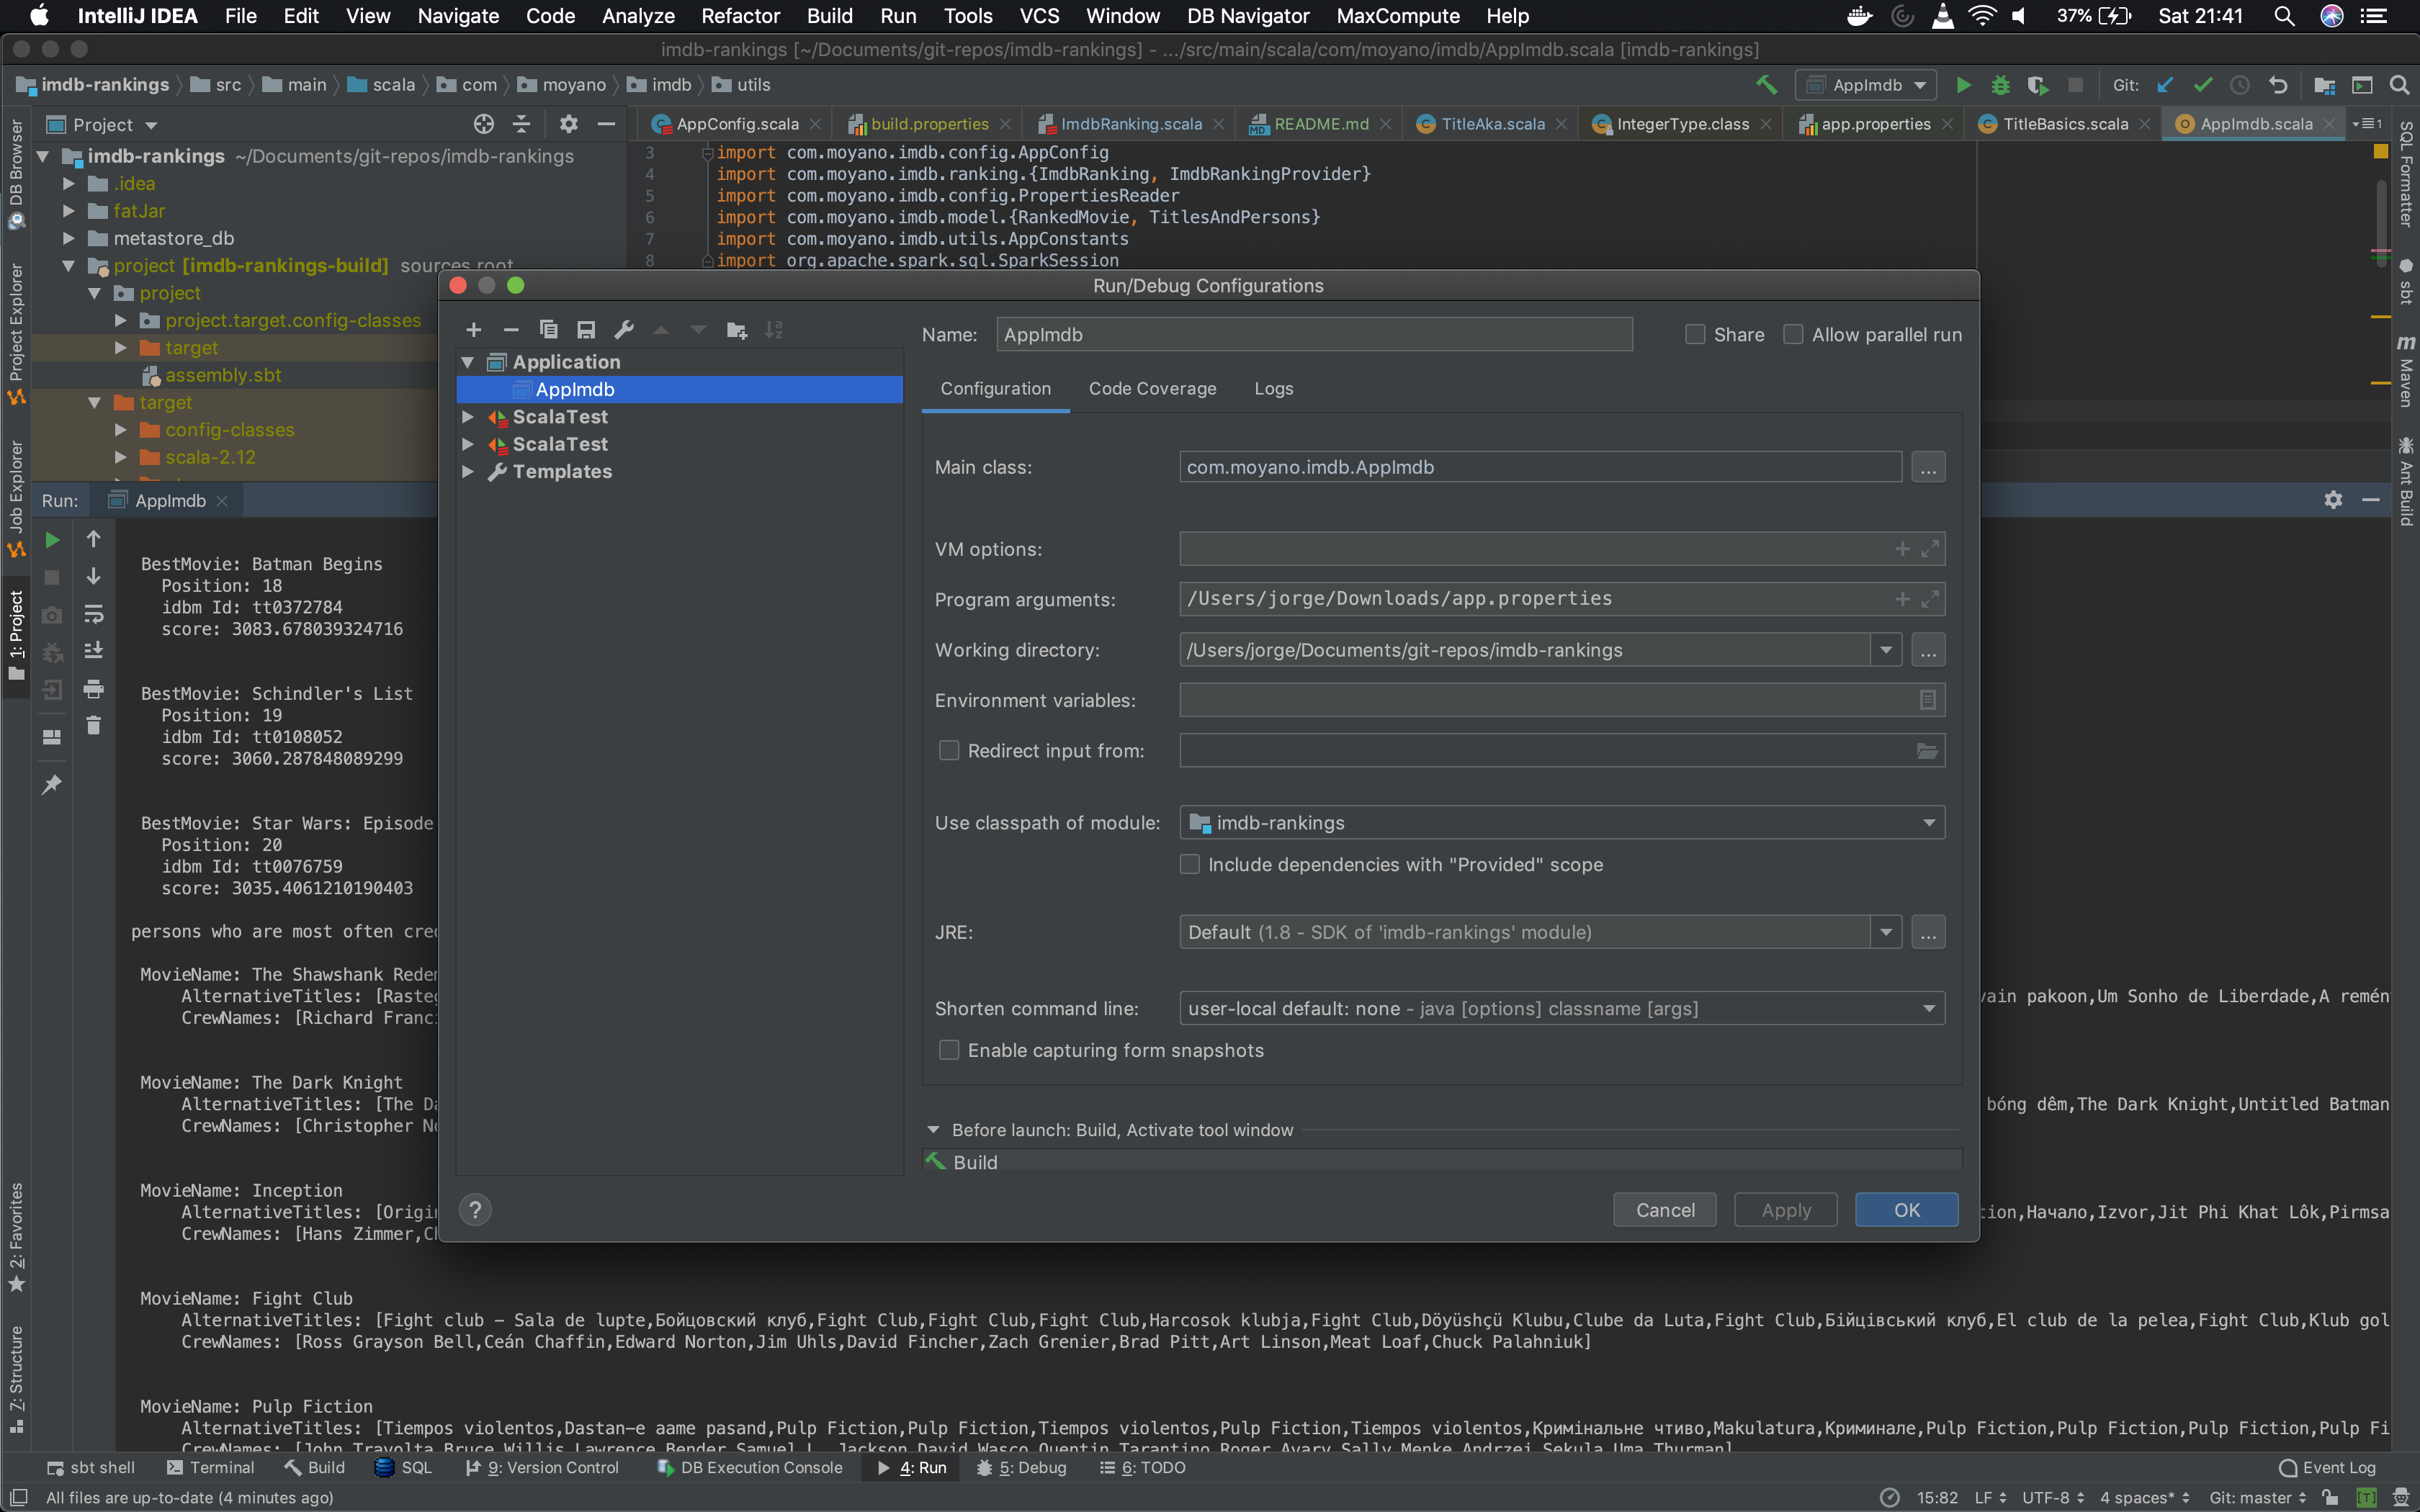 IntelliJ IDEA File Edit View Navigate Code Analyze Refactor Build Run Tools VCS Window DB Navigator MaxCompute Help 37% Sat 21:41
imdb-rankings [~/Documents/git-repos/imdb-rankings] - .../src/main/scala/com/moyano/imdb/AppImdb.scala [imdb-rankings]
imdb-rankings src main scala com moyano imdb utils AppImdb Git:
Project AppConfig.scala build.properties ImdbRanking.scala README.md TitleAka.scala IntegerType.class app.properties TitleBasics.scala AppImdb.scala
DB Browser
Project Explorer
Job Explorer
1: Project
2: Favorites
7: Structure
SQL Formatter
sbt
Maven
Ant Build
imdb-rankings ~/Documents/git-repos/imdb-rankings
.idea
fatJar
metastore_db
project [imdb-rankings-build] sources root
project
project.target.config-classes
target
assembly.sbt
target
config-classes
scala-2.12
3 import com.moyano.imdb.config.AppConfig
4 import com.moyano.imdb.ranking.{ImdbRanking, ImdbRankingProvider}
5 import com.moyano.imdb.config.PropertiesReader
6 import com.moyano.imdb.model.{RankedMovie, TitlesAndPersons}
7 import com.moyano.imdb.utils.AppConstants
8 import org.apache.spark.sql.SparkSession
Run/Debug Configurations
Application
AppImdb
ScalaTest
ScalaTest
Templates
Name: AppImdb Share Allow parallel run
Configuration Code Coverage Logs
Main class: com.moyano.imdb.AppImdb ...
VM options:
Program arguments: /Users/jorge/Downloads/app.properties
Working directory: /Users/jorge/Documents/git-repos/imdb-rankings ...
Environment variables:
Redirect input from:
Use classpath of module: imdb-rankings
Include dependencies with "Provided" scope
JRE: Default (1.8 - SDK of 'imdb-rankings' module) ...
Shorten command line: user-local default: none - java [options] classname [args]
Enable capturing form snapshots
Before launch: Build, Activate tool window
Build
? Cancel Apply OK
Run: AppImdb
BestMovie: Batman Begins
Position: 18
idbm Id: tt0372784
score: 3083.678039324716
BestMovie: Schindler's List
Position: 19
idbm Id: tt0108052
score: 3060.287848089299
BestMovie: Star Wars: Episode
Position: 20
idbm Id: tt0076759
score: 3035.4061210190403
persons who are most often cred
MovieName: The Shawshank Redem
AlternativeTitles: [Raste vain pakoon,Um Sonho de Liberdade,A remén
CrewNames: [Richard Franc
MovieName: The Dark Knight
AlternativeTitles: [The Da bóng đêm,The Dark Knight,Untitled Batman
CrewNames: [Christopher No
MovieName: Inception
AlternativeTitles: [Origi tion,Начало,Izvor,Jit Phi Khat Lôk,Pirmsa
CrewNames: [Hans Zimmer,Ch
MovieName: Fight Club
AlternativeTitles: [Fight club – Sala de lupte,Бойцовский клуб,Fight Club,Fight Club,Fight Club,Harcosok klubja,Fight Club,Döyüshçü Klubu,Clube da Luta,Fight Club,Бійцівський клуб,El club de la pelea,Fight Club,Klub gol
CrewNames: [Ross Grayson Bell,Ceán Chaffin,Edward Norton,Jim Uhls,David Fincher,Zach Grenier,Brad Pitt,Art Linson,Meat Loaf,Chuck Palahniuk]
MovieName: Pulp Fiction
AlternativeTitles: [Tiempos violentos,Dastan-e aame pasand,Pulp Fiction,Pulp Fiction,Tiempos violentos,Pulp Fiction,Tiempos violentos,Кримінальне чтиво,Makulatura,Криминале,Pulp Fiction,Pulp Fiction,Pulp Fiction,Pulp Fi
CrewNames: [John Travolta,Bruce Willis,Lawrence Bender,Samuel L. Jackson,David Wasco,Quentin Tarantino,Roger Avary,Sally Menke,Andrzej Sekula,Uma Thurman]
sbt shell Terminal Build SQL 9: Version Control DB Execution Console 4: Run 5: Debug 6: TODO Event Log
All files are up-to-date (4 minutes ago) 15:82 LF UTF-8 4 spaces* Git: master [T]